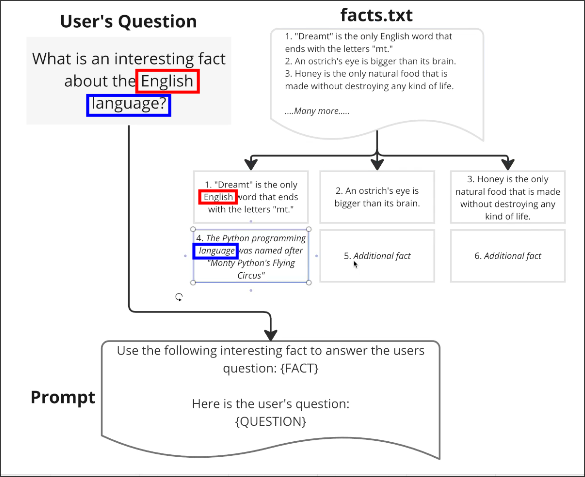 User's Question
What is an interesting fact
about the English
language?
facts.txt
1. "Dreamt" is the only English word that
ends with the letters "mt."
2. An ostrich's eye is bigger than its brain.
3. Honey is the only natural food that is
made without destroying any kind of life.
....Many more.....
1. "Dreamt" is the only
English word that ends
with the letters "mt."
2. An ostrich's eye is
bigger than its brain.
3. Honey is the only
natural food that is made
without destroying any
kind of life.
4. The Python programming
language was named after
"Monty Python's Flying
Circus"
5. Additional fact
6. Additional fact
Prompt
Use the following interesting fact to answer the users
question: {FACT}
Here is the user's question:
{QUESTION}